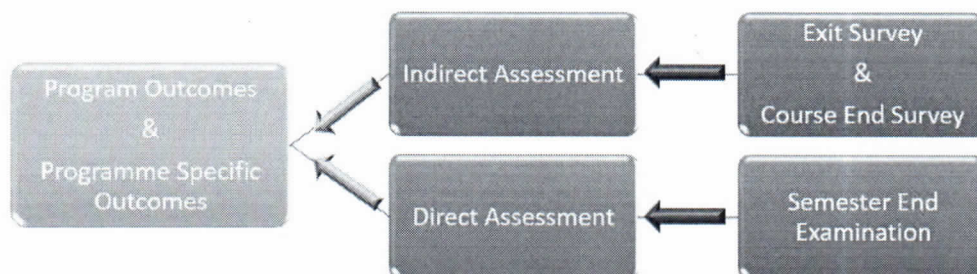 Program Outcomes
&
Programme Specific
Outcomes
Indirect Assessment
Direct Assessment
Exit Survey
&
Course End Survey
Semester End
Examination